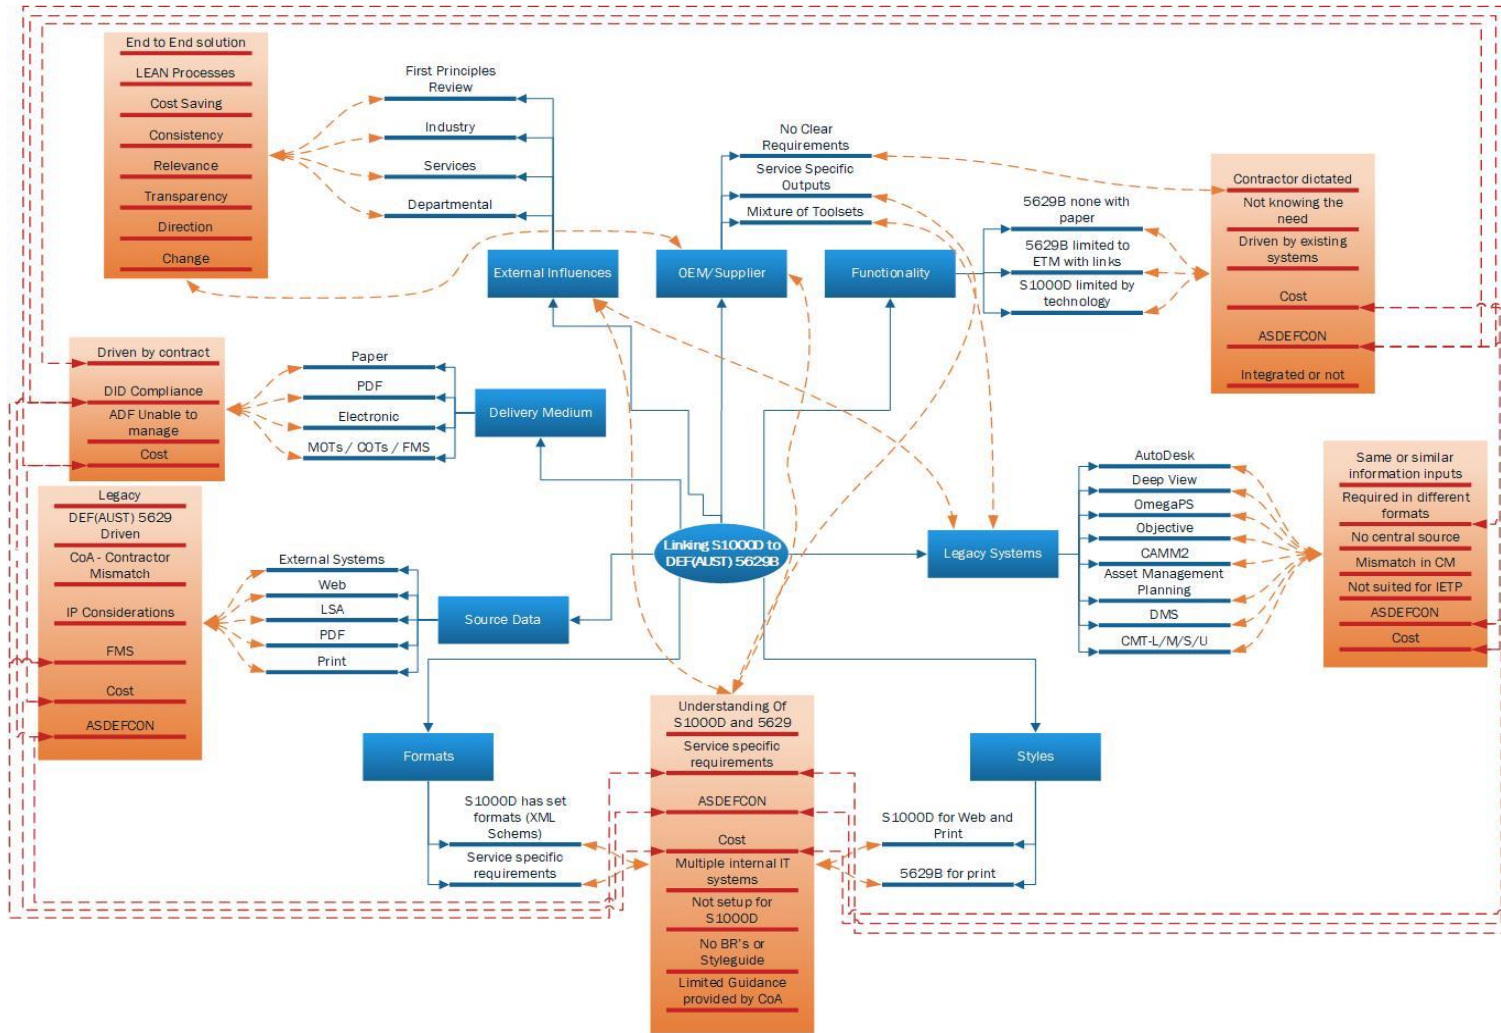 End to End solution
LEAN Processes
Cost Saving
Consistency
Relevance
Transparency
Direction
Change
First Principles
Review
Industry
Services
Departmental
External Influences
No Clear
Requirements
Service Specific
Outputs
Mixture of Toolsets
OEM/Supplier
Functionality
5629B none with
paper
5629B limited to
ETM with links
S1000D limited by
technology
Contractor dictated
Not knowing the
need
Driven by existing
systems
Cost
ASDEFCON
Integrated or not
Driven by contract
DID Compliance
ADF Unable to
manage
Cost
Paper
PDF
Electronic
MOTs / COTs / FMS
Delivery Medium
Legacy
DEF(AUST) 5629
Driven
CoA - Contractor
Mismatch
IP Considerations
FMS
Cost
ASDEFCON
External Systems
Web
LSA
PDF
Print
Source Data
Linking S1000D to
DEF(AUST) 5629B
Legacy Systems
AutoDesk
Deep View
OmegaPS
Objective
CAMM2
Asset Management
Planning
DMS
CMT-L/M/S/U
Same or similar
information inputs
Required in different
formats
No central source
Mismatch in CM
Not suited for IETP
ASDEFCON
Cost
Formats
S1000D has set
formats (XML
Schems)
Service specific
requirements
Understanding Of
S1000D and 5629
Service specific
requirements
ASDEFCON
Cost
Multiple internal IT
systems
Not setup for
S1000D
No BR's or
Styleguide
Limited Guidance
provided by CoA
Styles
S1000D for Web and
Print
5629B for print